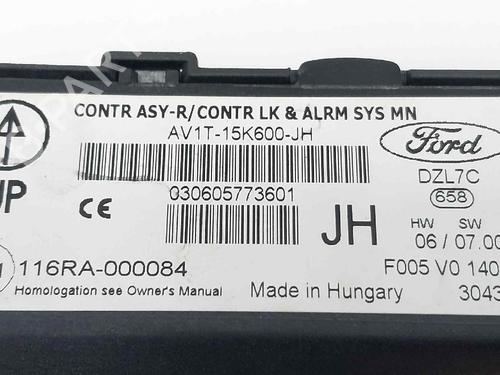 CONTR ASY-R/CONTR LK & ALRM SYS MN
AV1T-15K600-JH
Ford
030605773601
DZL7C
658
UP
CE
JH
HW SW
06 / 07.00
116RA-000084
F005 V0 140
Homologation see Owner's Manual
Made in Hungary
3043